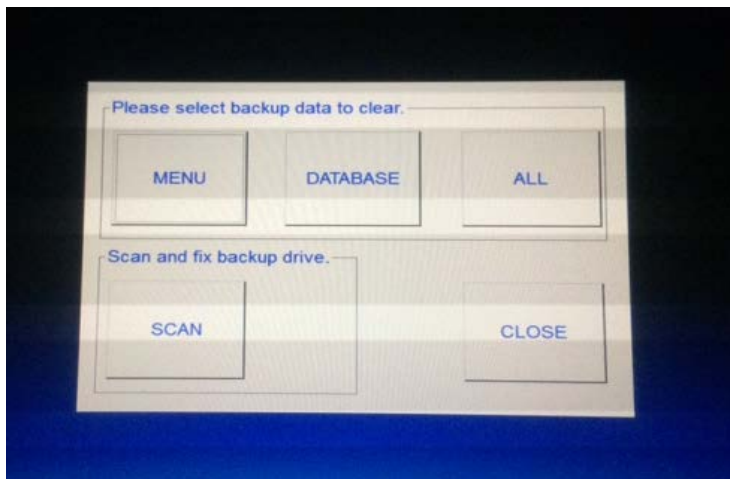 Please select backup data to clear.
MENU DATABASE ALL
Scan and fix backup drive.
SCAN CLOSE